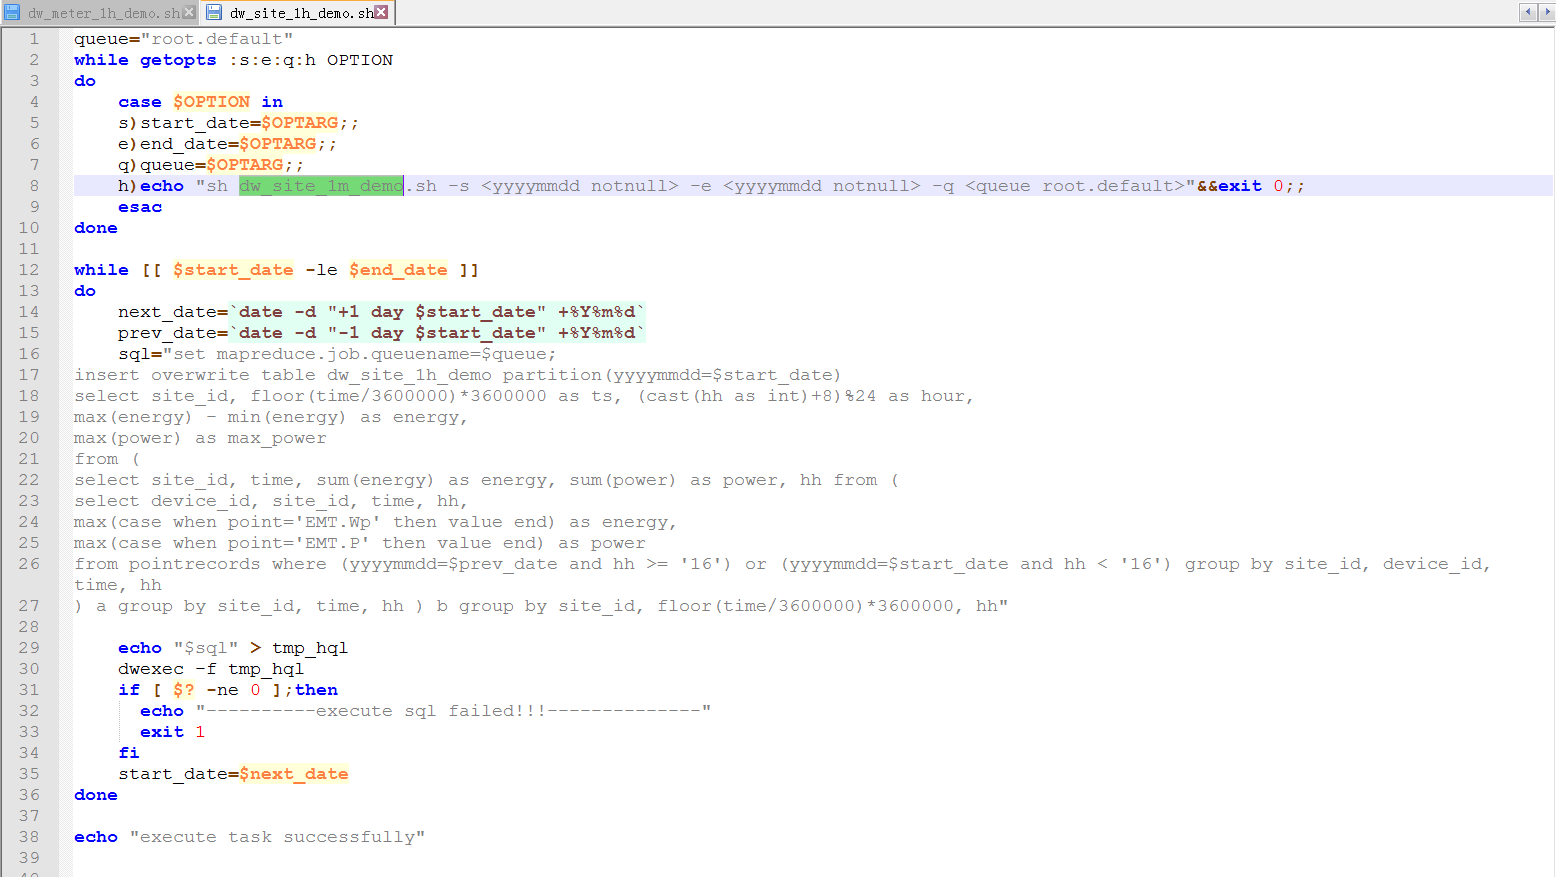 dw_meter_1h_demo.sh dw_site_1h_demo.sh
1 queue="root.default"
2 while getopts :s:e:q:h OPTION
3 do
4 case $OPTION in
5 s)start_date=$OPTARG;;
6 e)end_date=$OPTARG;;
7 q)queue=$OPTARG;;
8 h)echo "sh dw_site_1m_demo.sh -s <yyyymmdd notnull> -e <yyyymmdd notnull> -q <queue root.default>"&&exit 0;;
9 esac
10 done
11
12 while [[ $start_date -le $end_date ]]
13 do
14 next_date=`date -d "+1 day $start_date" +%Y%m%d`
15 prev_date=`date -d "-1 day $start_date" +%Y%m%d`
16 sql="set mapreduce.job.queuename=$queue;
17 insert overwrite table dw_site_1h_demo partition(yyyymmdd=$start_date)
18 select site_id, floor(time/3600000)*3600000 as ts, (cast(hh as int)+8)%24 as hour,
19 max(energy) - min(energy) as energy,
20 max(power) as max_power
21 from (
22 select site_id, time, sum(energy) as energy, sum(power) as power, hh from (
23 select device_id, site_id, time, hh,
24 max(case when point='EMT.Wp' then value end) as energy,
25 max(case when point='EMT.P' then value end) as power
26 from pointrecords where (yyyymmdd=$prev_date and hh >= '16') or (yyyymmdd=$start_date and hh < '16') group by site_id, device_id,
time, hh
27 ) a group by site_id, time, hh ) b group by site_id, floor(time/3600000)*3600000, hh"
28
29 echo "$sql" > tmp_hql
30 dwexec -f tmp_hql
31 if [ $? -ne 0 ];then
32 echo "----------execute sql failed!!!--------------"
33 exit 1
34 fi
35 start_date=$next_date
36 done
37
38 echo "execute task successfully"
39